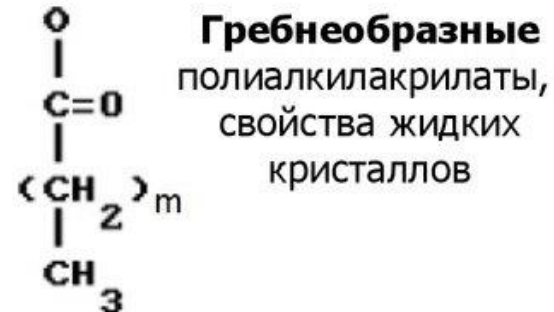 O
C=O
(CH2)m
CH3
Гребнеобразные
полиалкилакрилаты,
свойства жидких
кристаллов